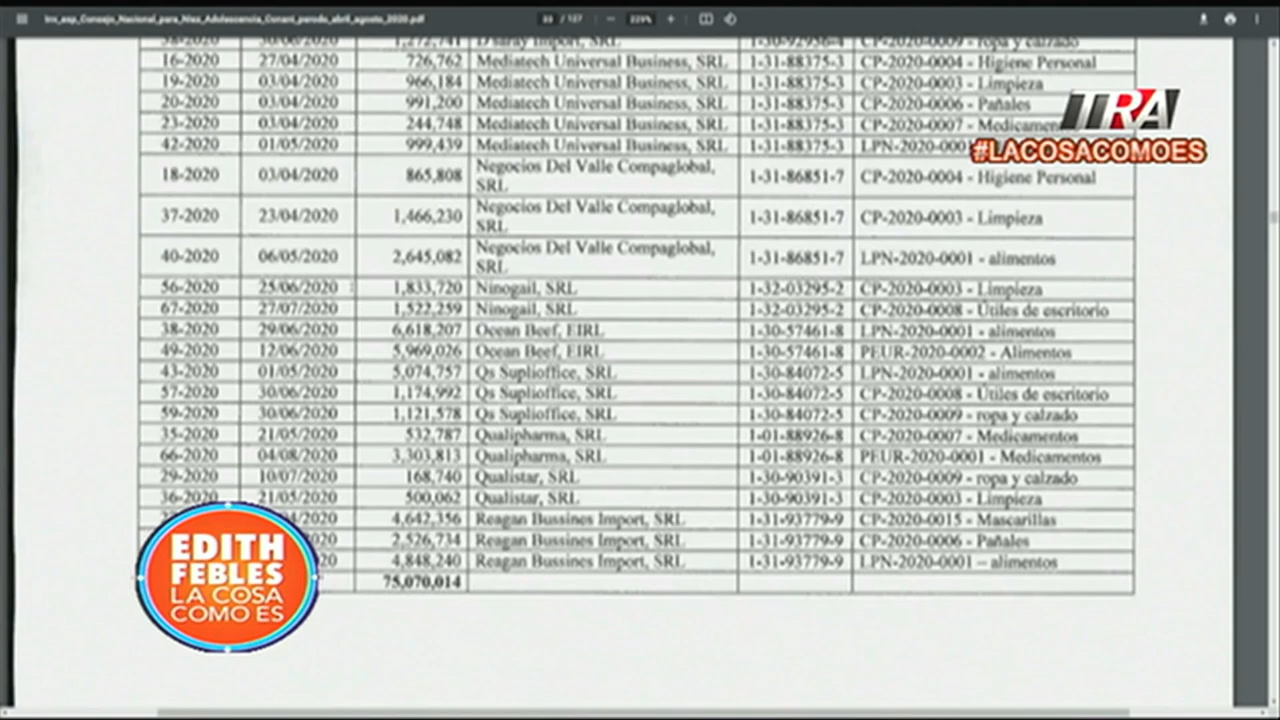 Inv_esp_Consejo_Nacional_para_Niez_Adolescencia_Conani_perodo_abril_agosto_2020.pdf 33 / 137 225%
38-2020 30/06/2020 1,272,741 D'saray Import, SRL 1-30-92956-4 CP-2020-0009 - ropa y calzado
16-2020 27/04/2020 726,762 Mediatech Universal Business, SRL 1-31-88375-3 CP-2020-0004 - Higiene Personal
19-2020 03/04/2020 966,184 Mediatech Universal Business, SRL 1-31-88375-3 CP-2020-0003 - Limpieza
20-2020 03/04/2020 991,200 Mediatech Universal Business, SRL 1-31-88375-3 CP-2020-0006 - Pañales
TRA
23-2020 03/04/2020 244,748 Mediatech Universal Business, SRL 1-31-88375-3 CP-2020-0007 - Medicamen
42-2020 01/05/2020 999,439 Mediatech Universal Business, SRL 1-31-88375-3 LPN-2020-0001
#LACOSACOMOES
18-2020 03/04/2020 865,808 Negocios Del Valle Compaglobal, SRL 1-31-86851-7 CP-2020-0004 - Higiene Personal
37-2020 23/04/2020 1,466,230 Negocios Del Valle Compaglobal, SRL 1-31-86851-7 CP-2020-0003 - Limpieza
40-2020 06/05/2020 2,645,082 Negocios Del Valle Compaglobal, SRL 1-31-86851-7 LPN-2020-0001 - alimentos
56-2020 25/06/2020 1,833,720 Ninogail, SRL 1-32-03295-2 CP-2020-0003 - Limpieza
67-2020 27/07/2020 1,522,259 Ninogail, SRL 1-32-03295-2 CP-2020-0008 - Útiles de escritorio
38-2020 29/06/2020 6,618,207 Ocean Beef, EIRL 1-30-57461-8 LPN-2020-0001 - alimentos
49-2020 12/06/2020 5,969,026 Ocean Beef, EIRL 1-30-57461-8 PEUR-2020-0002 - Alimentos
43-2020 01/05/2020 5,074,757 Qs Suplioffice, SRL 1-30-84072-5 LPN-2020-0001 - alimentos
57-2020 30/06/2020 1,174,992 Qs Suplioffice, SRL 1-30-84072-5 CP-2020-0008 - Útiles de escritorio
59-2020 30/06/2020 1,121,578 Qs Suplioffice, SRL 1-30-84072-5 CP-2020-0009 - ropa y calzado
35-2020 21/05/2020 532,787 Qualipharma, SRL 1-01-88926-8 CP-2020-0007 - Medicamentos
66-2020 04/08/2020 3,303,813 Qualipharma, SRL 1-01-88926-8 PEUR-2020-0001 - Medicamentos
29-2020 10/07/2020 168,740 Qualistar, SRL 1-30-90391-3 CP-2020-0009 - ropa y calzado
36-2020 21/05/2020 500,062 Qualistar, SRL 1-30-90391-3 CP-2020-0003 - Limpieza
/2020 4,642,356 Reagan Bussines Import, SRL 1-31-93779-9 CP-2020-0015 - Mascarillas
/2020 2,526,734 Reagan Bussines Import, SRL 1-31-93779-9 CP-2020-0006 - Pañales
20 4,848,240 Reagan Bussines Import, SRL 1-31-93779-9 LPN-2020-0001 – alimentos
75,070,014
EDITH
FEBLES
LA COSA
COMO ES